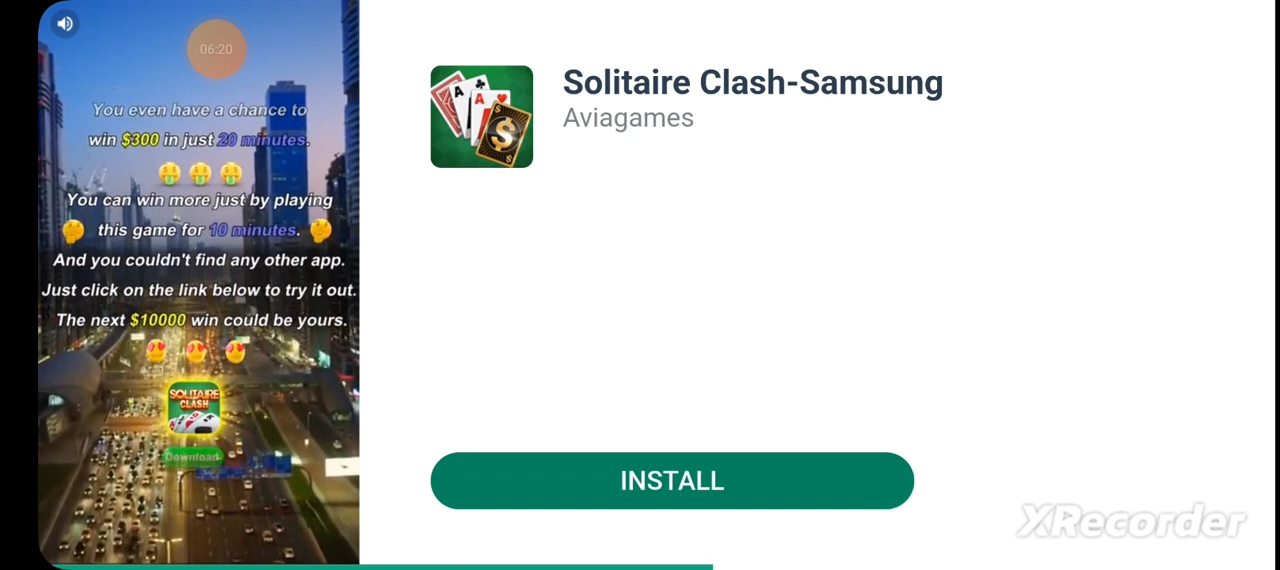 06:20
You even have a chance to
win $300 in just 20 minutes.
You can win more just by playing
this game for 10 minutes.
And you couldn't find any other app.
Just click on the link below to try it out.
The next $10000 win could be yours.
SOLITAIRE
CLASH
Download
Solitaire Clash-Samsung
Aviagames
INSTALL
XRecorder